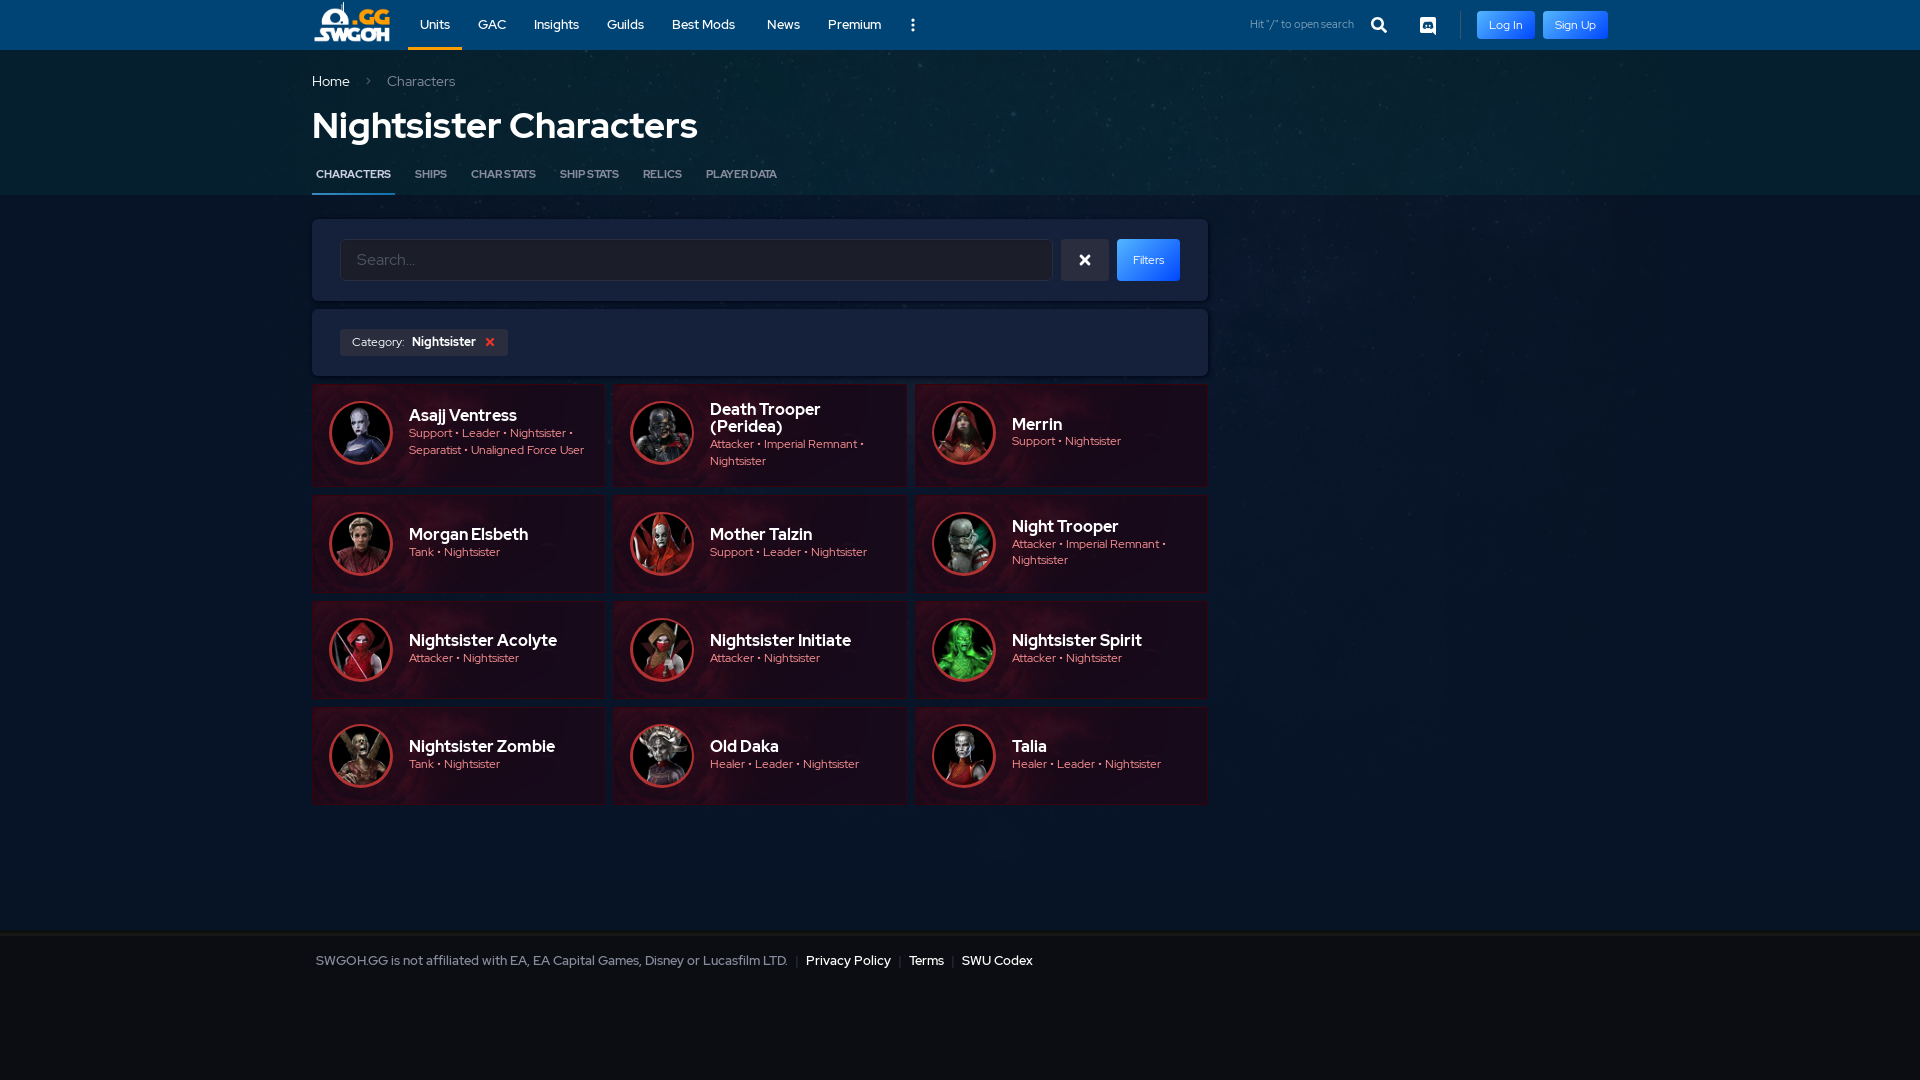 .GG
SWGOH
Units
GAC
Insights
Guilds
Best Mods
News
Premium
Hit "/" to open search
Log In
Sign Up
Home
Characters
Nightsister Characters
CHARACTERS
SHIPS
CHAR STATS
SHIP STATS
RELICS
PLAYER DATA
Search...
Filters
Category: Nightsister
Asajj Ventress
Support • Leader • Nightsister •
Separatist • Unaligned Force User
Death Trooper
(Peridea)
Attacker • Imperial Remnant •
Nightsister
Merrin
Support • Nightsister
Morgan Elsbeth
Tank • Nightsister
Mother Talzin
Support • Leader • Nightsister
Night Trooper
Attacker • Imperial Remnant •
Nightsister
Nightsister Acolyte
Attacker • Nightsister
Nightsister Initiate
Attacker • Nightsister
Nightsister Spirit
Attacker • Nightsister
Nightsister Zombie
Tank • Nightsister
Old Daka
Healer • Leader • Nightsister
Talia
Healer • Leader • Nightsister
SWGOH.GG is not affiliated with EA, EA Capital Games, Disney or Lucasfilm LTD. | Privacy Policy | Terms | SWU Codex